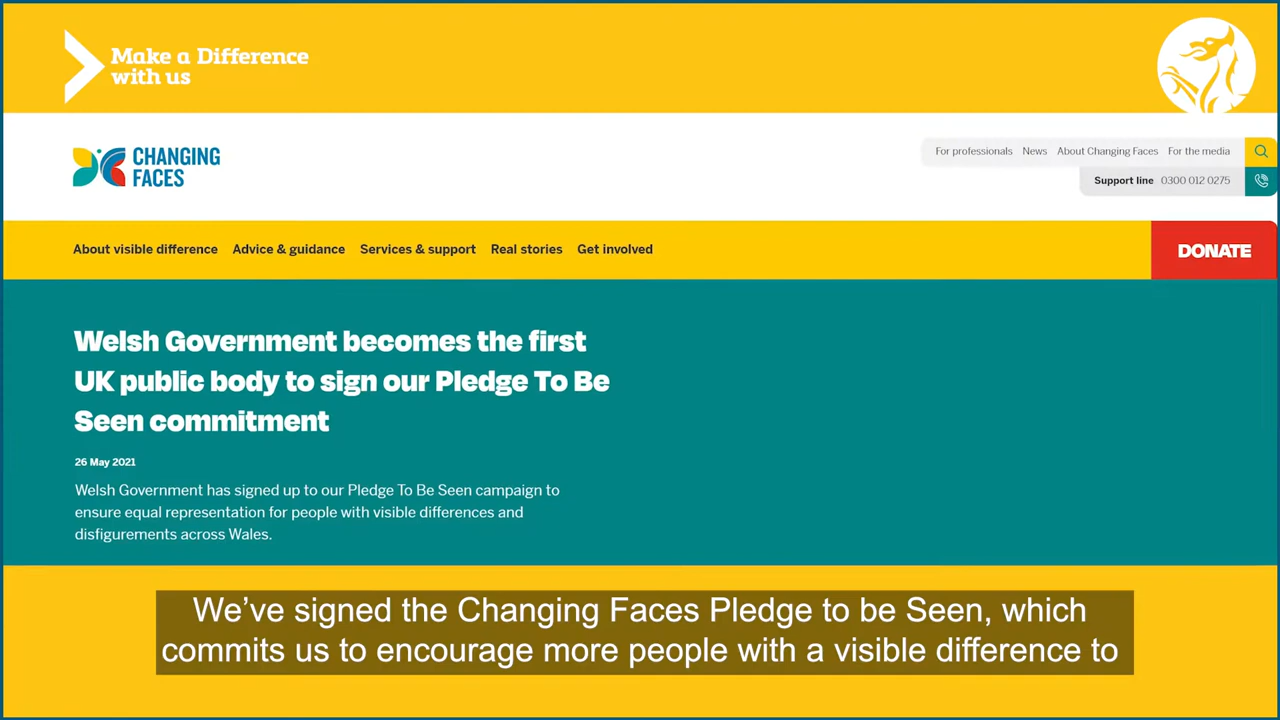 Make a Difference
with us
CHANGING
FACES
For professionals News About Changing Faces For the media
Support line 0300 012 0275
About visible difference Advice & guidance Services & support Real stories Get involved
DONATE
Welsh Government becomes the first
UK public body to sign our Pledge To Be
Seen commitment
26 May 2021
Welsh Government has signed up to our Pledge To Be Seen campaign to
ensure equal representation for people with visible differences and
disfigurements across Wales.
We’ve signed the Changing Faces Pledge to be Seen, which
commits us to encourage more people with a visible difference to